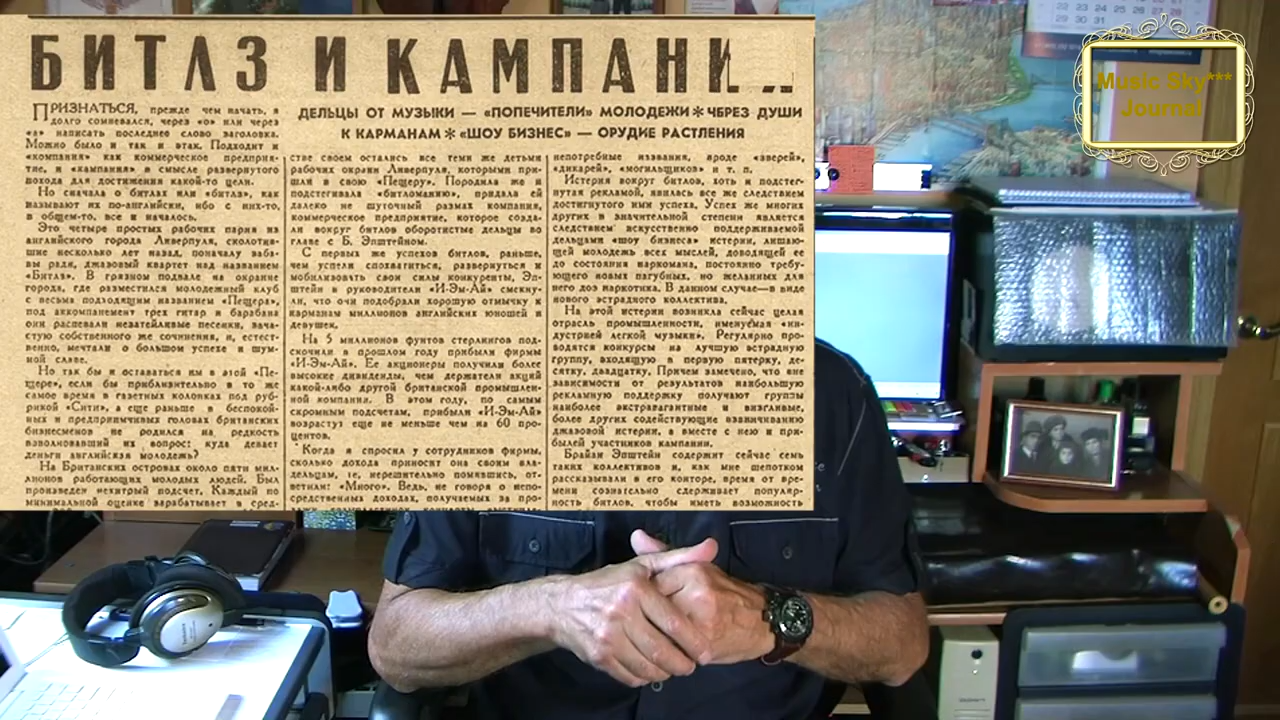 БИТЛЗ И КАМПАНИ
ДЕЛЬЦЫ ОТ МУЗЫКИ — «ПОПЕЧИТЕЛИ» МОЛОДЕЖИ * ЧЕРЕЗ ДУШИ
К КАРМАНАМ * «ШОУ БИЗНЕС» — ОРУДИЕ РАСТЛЕНИЯ
ПРИЗНАТЬСЯ, прежде чем начать, я
долго сомневался, через «о» или через
«а» написать последнее слово заголовка.
Можно было и так и этак. Подходит и
«компания» как коммерческое предприя-
тие, и «кампания» в смысле развернутого
похода для достижения какой-то цели.
Но сначала о битлах или «битлз», как
называют их по-английски, ибо с них-то,
в общем-то, все и началось.
Это четыре простых рабочих парня из
английского города Ливерпуля, сколотив-
шие несколько лет назад, поначалу заба-
вы ради, джазовый квартет над названием
«Битлз». В грязном подвале на окраине
города, где разместился молодежный клуб
с весьма подходящим названием «Пещера»,
под аккомпанемент трех гитар и барабана
они распевали незатейливые песенки, зача-
стую собственного же сочинения, и, естест-
венно, мечтали о большом успехе и шум-
ной славе.
Но так бы и оставаться им в этой «Пе-
щере», если бы приблизительно в то же
самое время в газетных колонках под руб-
рикой «Сити», а еще раньше в беспокой-
ных и предприимчивых головах британских
бизнесменов не родился на редкость
взволновавший их вопрос: куда девает
деньги английская молодежь?
На Британских островах около пяти мил-
лионов работающих молодых людей. Был
произведен нехитрый подсчет. Каждый по
минимальной оценке зарабатывает в сред-
стве своем остались все теми же детьми
рабочих окраин Ливерпуля, которыми при-
шли в свою «Пещеру». Породила же и
подстегивала «битломанию», придала ей
далеко не шуточный размах компания,
коммерческое предприятие, которое созда-
ли вокруг битлов оборотистые дельцы во
главе с Б. Эпштейном.
С первых же успехов битлов, раньше,
чем успели спохватиться, развернуться и
мобилизовать свои силы конкуренты, Эп-
штейн и руководители «И-Эм-Ай» смекну-
ли, что они подобрали хорошую отмычку к
карманам миллионов английских юношей и
девушек.
На 5 миллионов фунтов стерлингов под-
скочили в прошлом году прибыли фирмы
«И-Эм-Ай». Ее акционеры получили более
высокие дивиденды, чем держатели акций
какой-либо другой британской промышлен-
ной компании. В этом году, по самым
скромным подсчетам, прибыли «И-Эм-Ай»
возрастут еще не меньше чем на 60 про-
центов.
Когда я спросил у сотрудников фирмы,
сколько дохода приносят она своим вла-
дельцам, те, нерешительно помявшись, от-
ветили: «Много». Ведь, не говоря о непо-
средственных доходах, получаемых за про-
непотребные названия, вроде «зверей»,
«дикарей», «могильщиков» и т. п.
Истерия вокруг битлов, хоть и подстег-
нутая рекламой, явилась все же следствием
достигнутого ими успеха. Успех же многих
других в значительной степени является
следствием искусственно поддерживаемой
дельцами «шоу бизнеса» истерии, лишаю-
щей молодежь всех мыслей, доводящей ее
до состояния наркомана, постоянно требу-
ющего новых пагубных, но желанных для
него доз наркотика. В данном случае—в виде
нового эстрадного коллектива.
На этой истерии возникла сейчас целая
отрасль промышленности, именуемая «ин-
дустрией легкой музыки». Регулярно про-
водятся конкурсы на лучшую эстрадную
группу, входящую в первую пятерку, де-
сятку, двадцатку. Причем замечено, что вне
зависимости от результатов наибольшую
рекламную поддержку получают группы
наиболее экстравагантные и визгливые,
более других содействующие взвинчиванию
джазовой истерии, а вместе с нею и при-
былей участников кампании.
Брайан Эпштейн содержит сейчас семь
таких коллективов и, как мне шепотком
рассказывали в его конторе, время от вре-
мени сознательно сдерживает популяр-
ность битлов, чтобы иметь возможность
Music Sky***
Journal
22 23 24 25 26 27 28
29 30 31